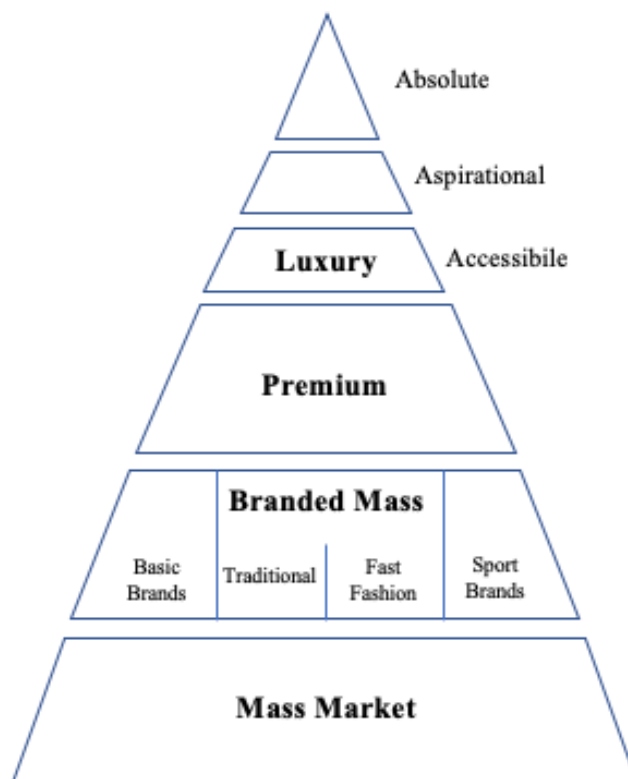 Absolute
Aspirational
Luxury
Accessibile
Premium
Branded Mass
Basic
Brands
Traditional
Fast
Fashion
Sport
Brands
Mass Market